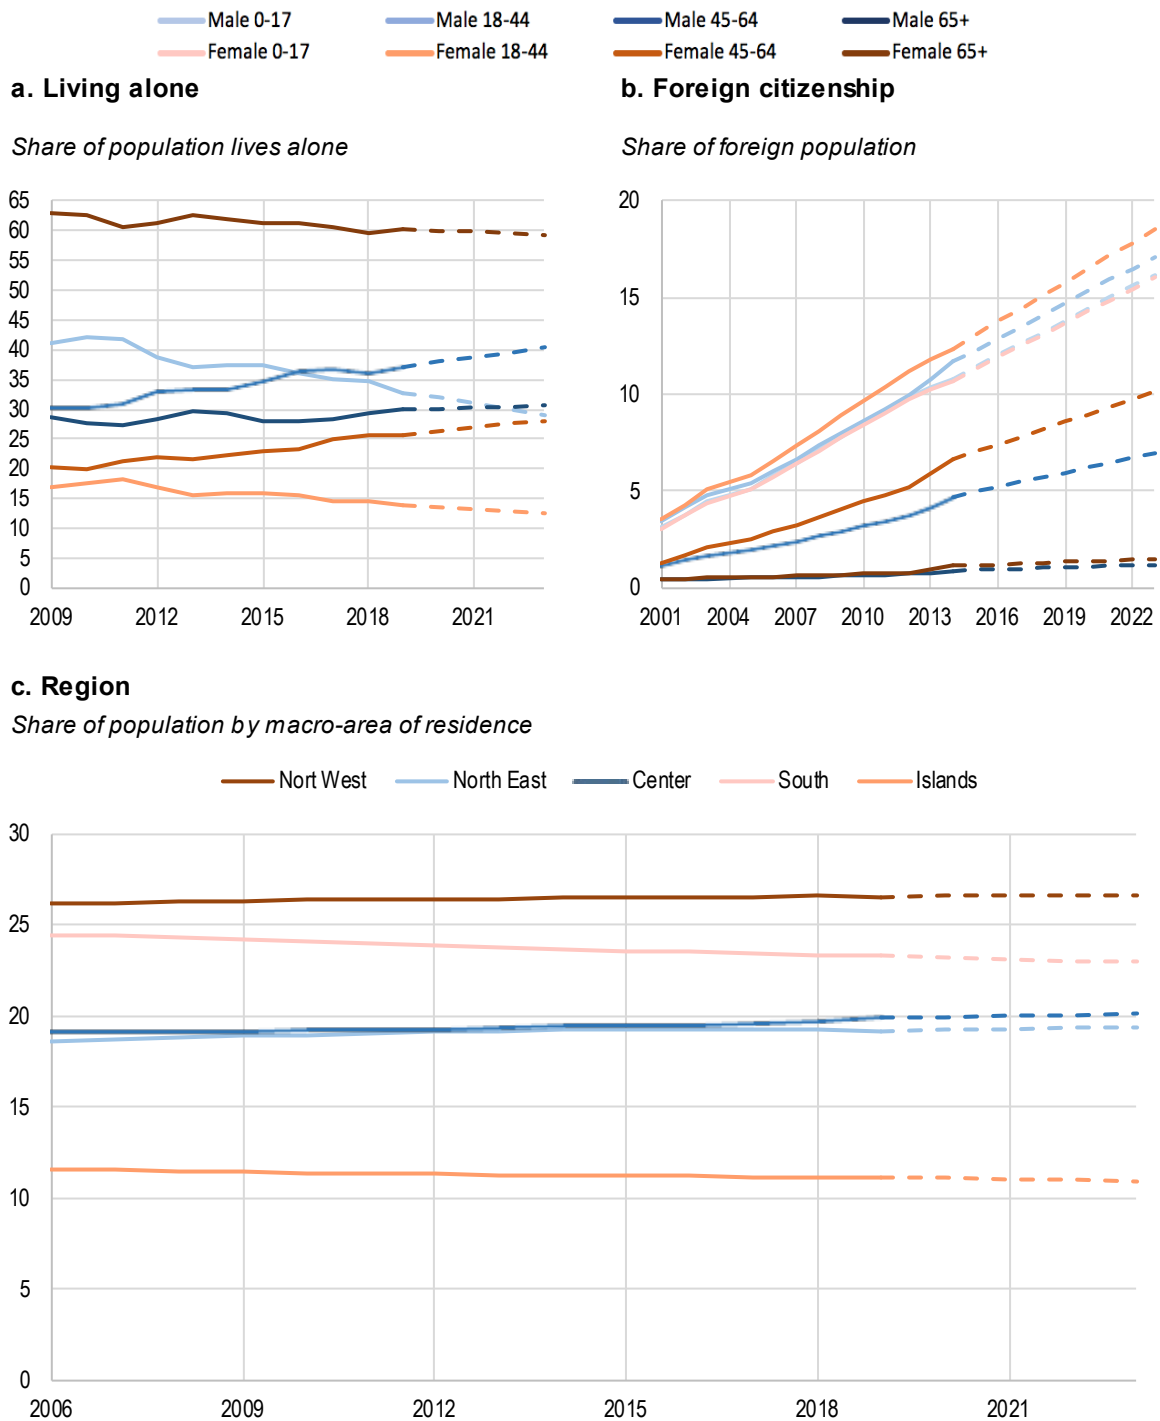 Male 0-17 Male 18-44 Male 45-64 Male 65+
Female 0-17 Female 18-44 Female 45-64 Female 65+
a. Living alone
Share of population lives alone
65
60
55
50
45
40
35
30
25
20
15
10
5
0
2009 2012 2015 2018 2021
b. Foreign citizenship
Share of foreign population
20
15
10
5
0
2001 2004 2007 2010 2013 2016 2019 2022
c. Region
Share of population by macro-area of residence
Nort West North East Center South Islands
30
25
20
15
10
5
0
2006 2009 2012 2015 2018 2021